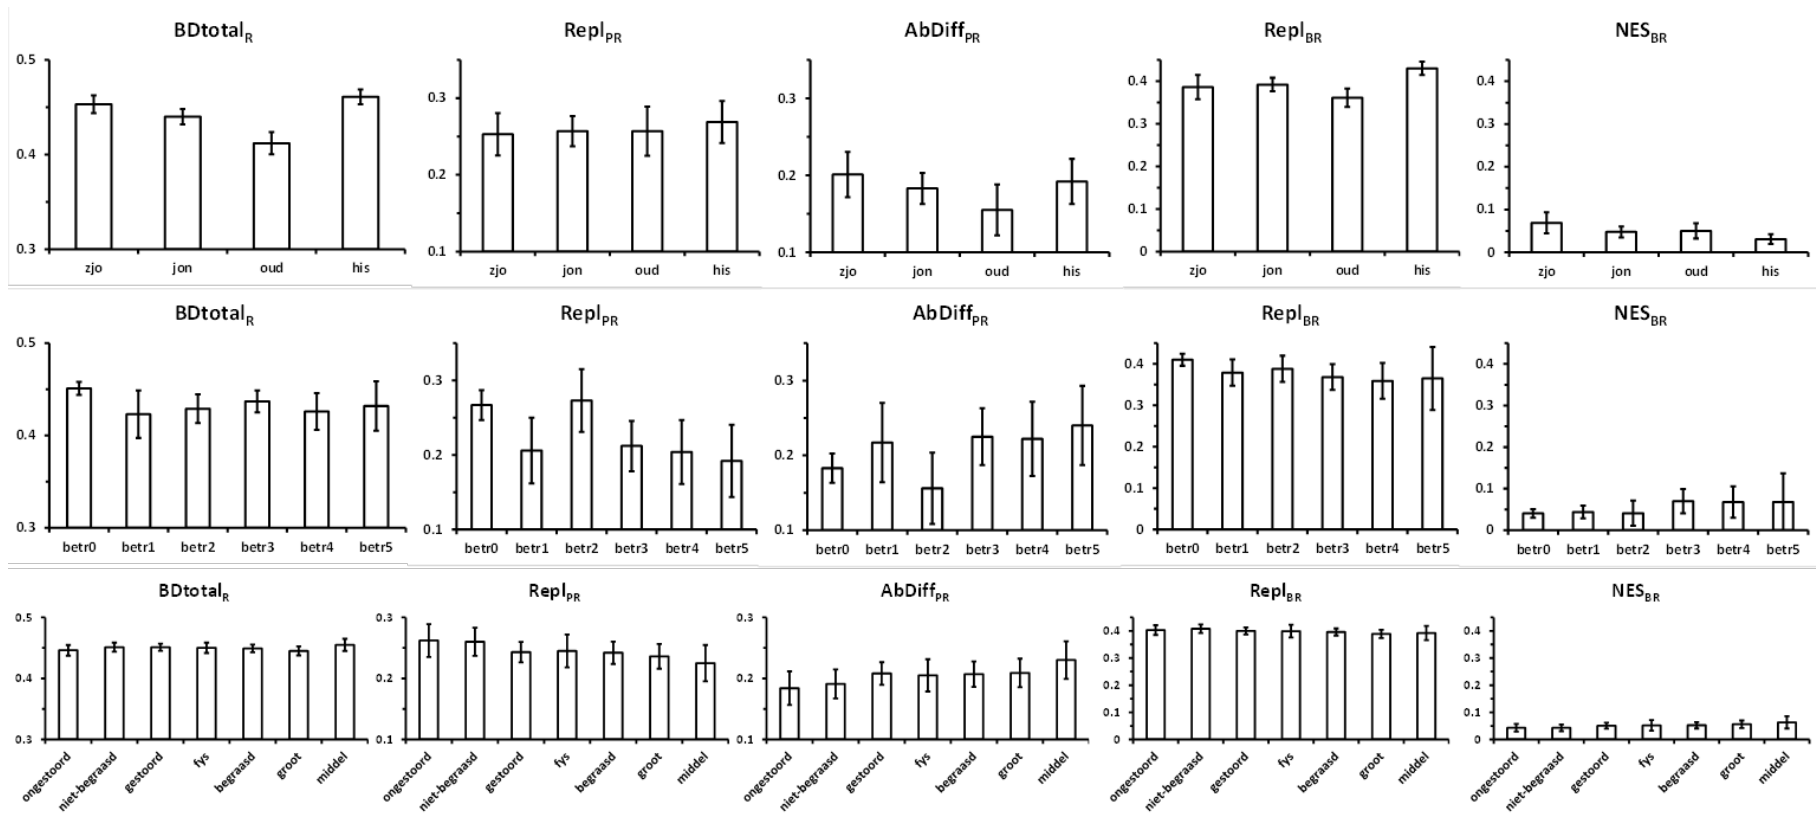 BDtotalR ReplPR AbDiffPR ReplBR NESBR
0.5 0.4 0.3
0.3 0.2 0.1
0.3 0.2 0.1
0.4 0.3 0.2 0.1 0
0.4 0.3 0.2 0.1 0
zjo jon oud his zjo jon oud his zjo jon oud his zjo jon oud his zjo jon oud his
BDtotalR ReplPR AbDiffPR ReplBR NESBR
0.5 0.4 0.3
0.3 0.2 0.1
0.3 0.2 0.1
0.4 0.3 0.2 0.1 0
0.4 0.3 0.2 0.1 0
betr0 betr1 betr2 betr3 betr4 betr5 betr0 betr1 betr2 betr3 betr4 betr5 betr0 betr1 betr2 betr3 betr4 betr5 betr0 betr1 betr2 betr3 betr4 betr5 betr0 betr1 betr2 betr3 betr4 betr5
BDtotalR ReplPR AbDiffPR ReplBR NESBR
0.5 0.4 0.3
0.3 0.2 0.1
0.3 0.2 0.1
0.4 0.3 0.2 0.1 0
0.4 0.3 0.2 0.1 0
ongestoord niet-begraasd gestoord fys begraasd groot middel ongestoord niet-begraasd gestoord fys begraasd groot middel ongestoord niet-begraasd gestoord fys begraasd groot middel ongestoord niet-begraasd gestoord fys begraasd groot middel ongestoord niet-begraasd gestoord fys begraasd groot middel